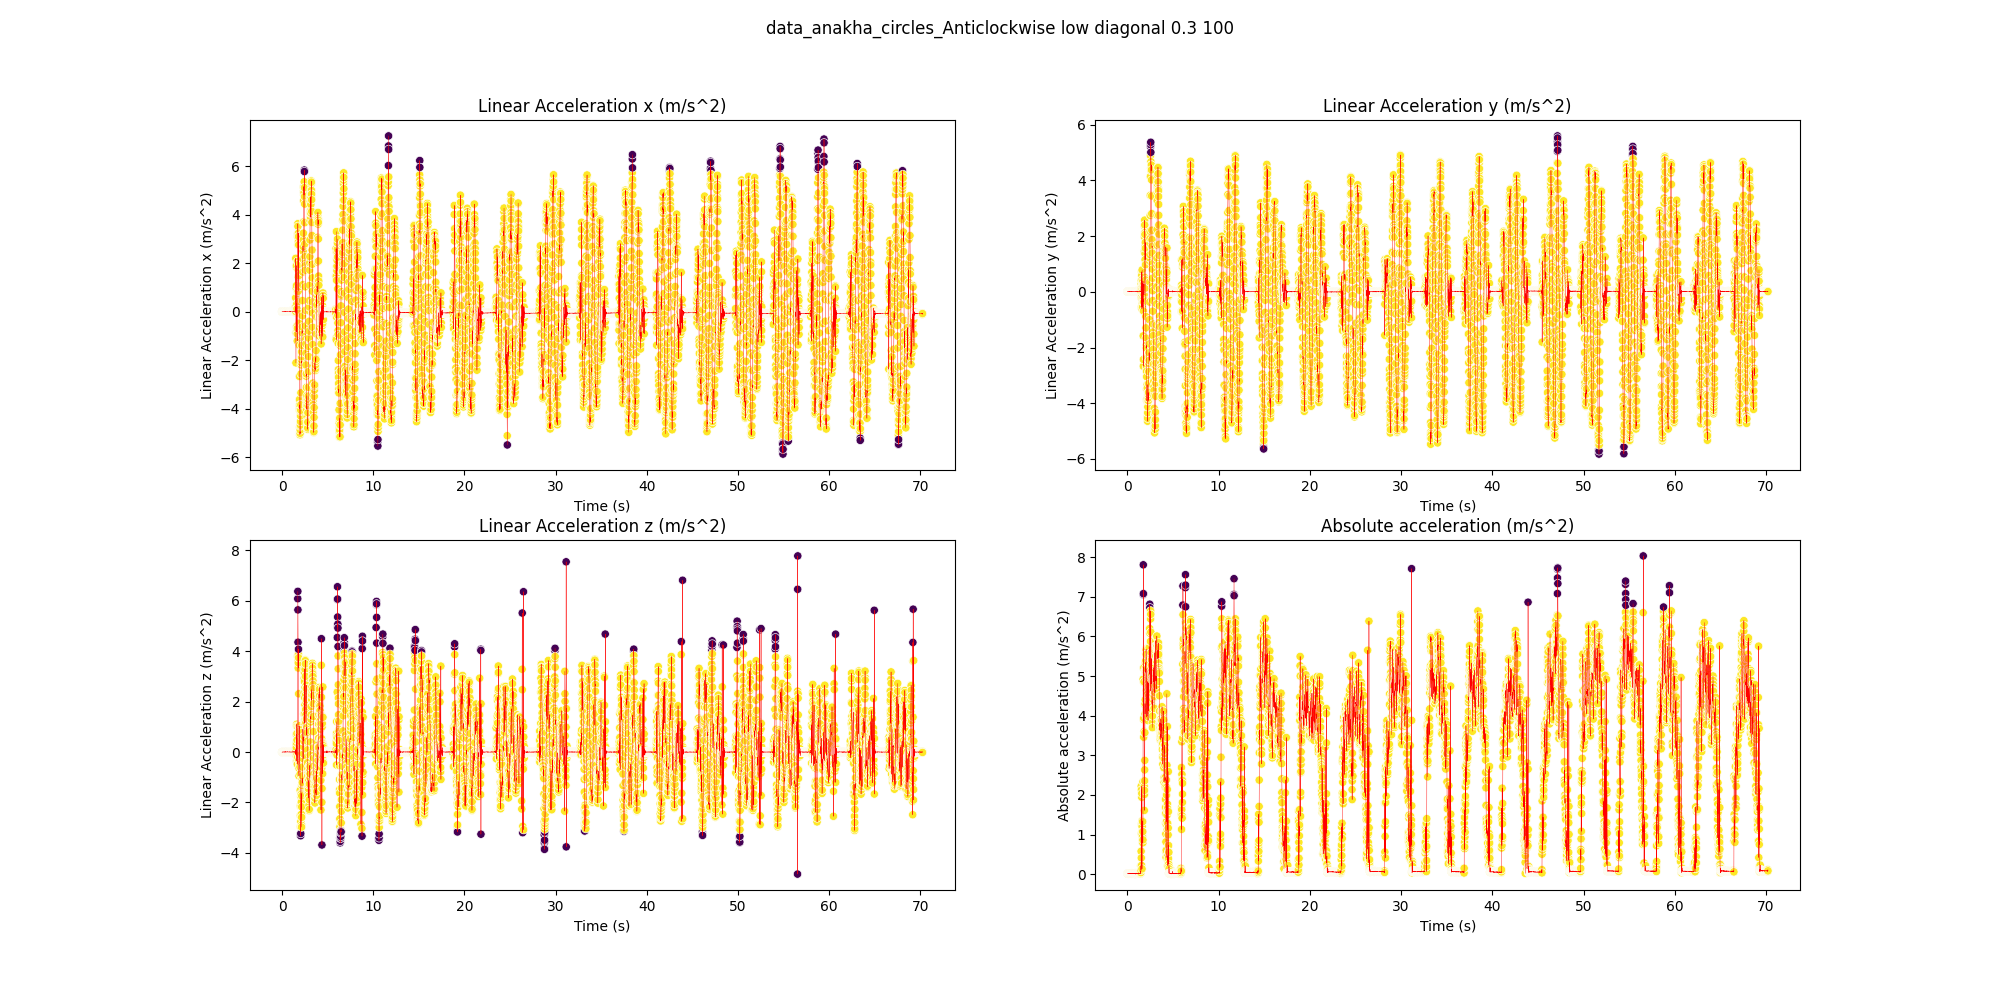 data_anakha_circles_Anticlockwise low diagonal 0.3 100
Linear Acceleration x (m/s^2)
Linear Acceleration x (m/s^2)
6
4
2
0
−2
−4
−6
0 10 20 30 40 50 60 70
Time (s)
Linear Acceleration y (m/s^2)
Linear Acceleration y (m/s^2)
6
4
2
0
−2
−4
−6
0 10 20 30 40 50 60 70
Time (s)
Linear Acceleration z (m/s^2)
Linear Acceleration z (m/s^2)
8
6
4
2
0
−2
−4
0 10 20 30 40 50 60 70
Time (s)
Absolute acceleration (m/s^2)
Absolute acceleration (m/s^2)
8
7
6
5
4
3
2
1
0
0 10 20 30 40 50 60 70
Time (s)